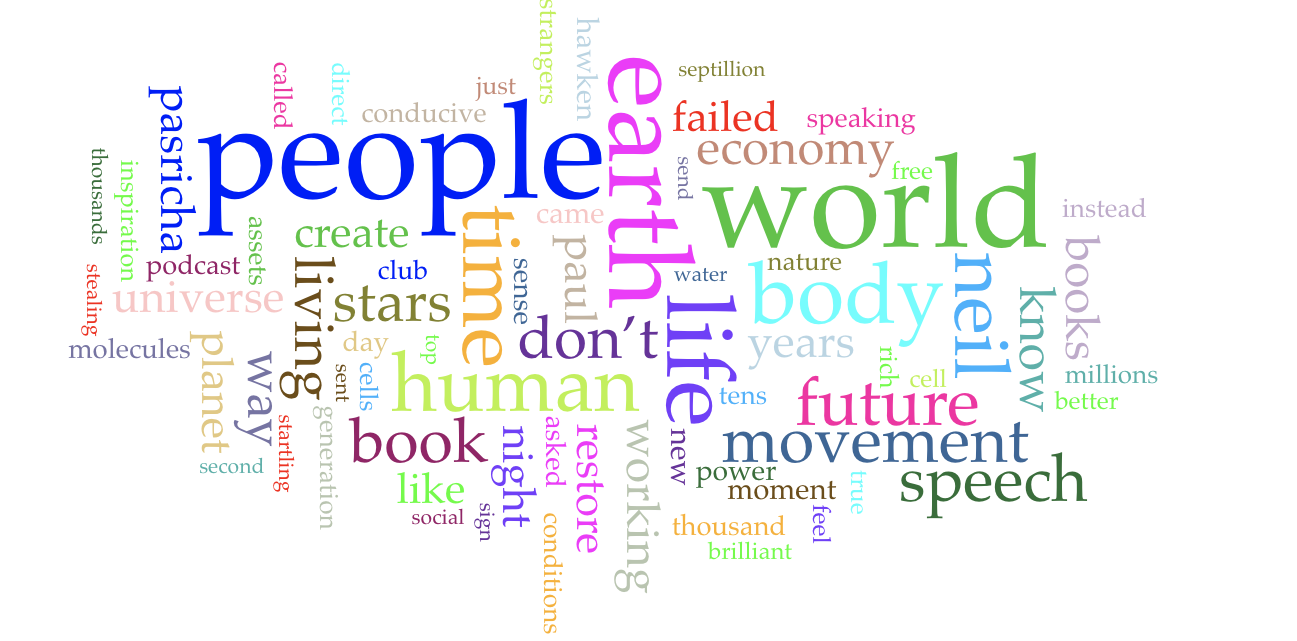 strangers
hawken
septillion
called
direct
just
conducive
earth
failed
speaking
pasricha
people
economy
thousands
inspiration
send
free
world
instead
assets
create
time
came
paul
books
podcast
club
sense
water
nature
neil
stealing
universe
living
stars
body
know
molecules
planet
way
day
top
don’t
life
years
rich
cell
millions
sent
cells
human
tens
future
better
second
startling
generation
book
night
asked
restore
working
new
movement
like
power
moment
true
speech
social
sign
conditions
thousand
feel
brilliant